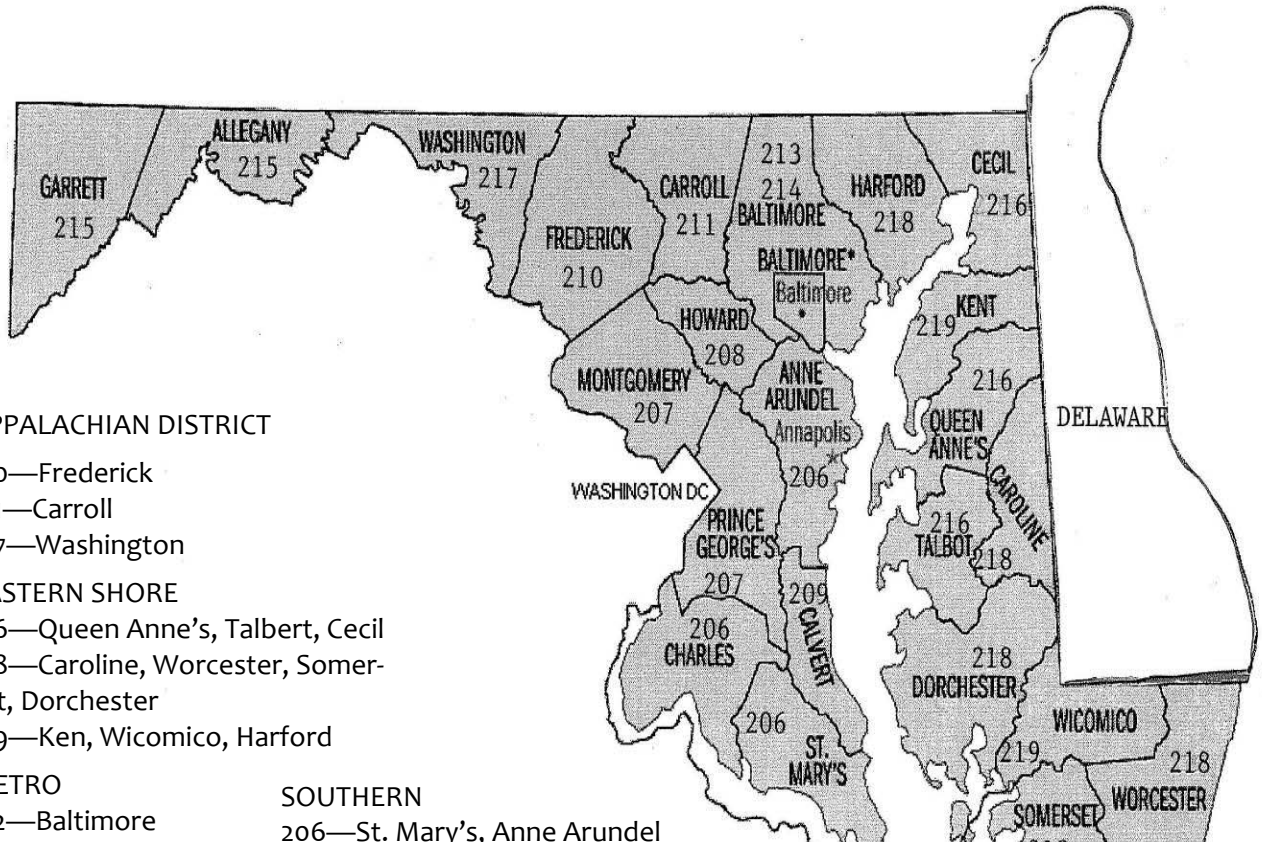 ALLEGANY
215
WASHINGTON
217
GARRETT
215
FREDERICK
210
CARROLL
211
213
214
BALTIMORE
BALTIMORE*
Baltimore
HARFORD
218
CECIL
216
KENT
219
HOWARD
208
MONTGOMERY
207
ANNE
ARUNDEL
Annapolis
*
206
216
QUEEN
ANNE'S
DELAWARE
CAROLINE
218
216
TALBOT
WASHINGTON DC
PRINCE
GEORGE'S
207
209
CALVERT
206
CHARLES
206
ST.
MARY'S
218
DORCHESTER
WICOMICO
219
218
WORCESTER
SOMERSET
PPALACHIAN DISTRICT
0—Frederick
—Carroll
7—Washington
ASTERN SHORE
6—Queen Anne’s, Talbert, Cecil
8—Caroline, Worcester, Somer-
t, Dorchester
9—Ken, Wicomico, Harford
ETRO
2—Baltimore
SOUTHERN
206—St. Mary’s, Anne Arundel